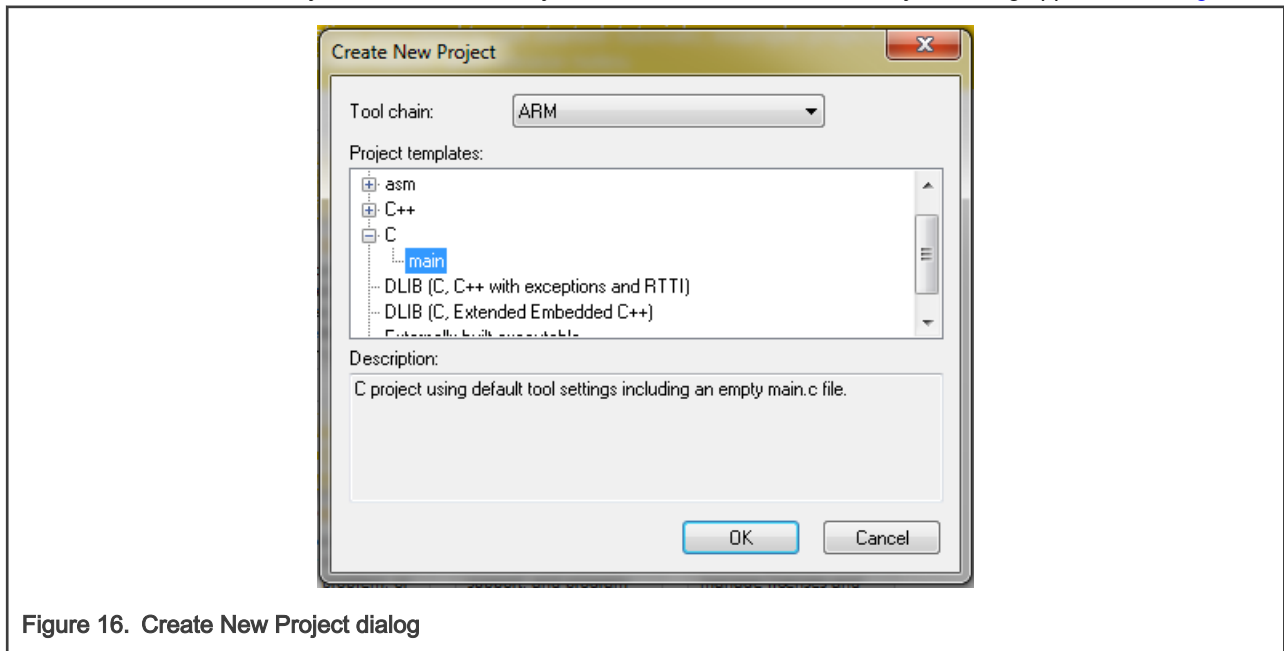 Create New Project
Tool chain: ARM
Project templates:
asm
C++
C
main
DLIB (C, C++ with exceptions and RTTI)
DLIB (C, Extended Embedded C++)
Description:
C project using default tool settings including an empty main.c file.
OK Cancel
Figure 16. Create New Project dialog